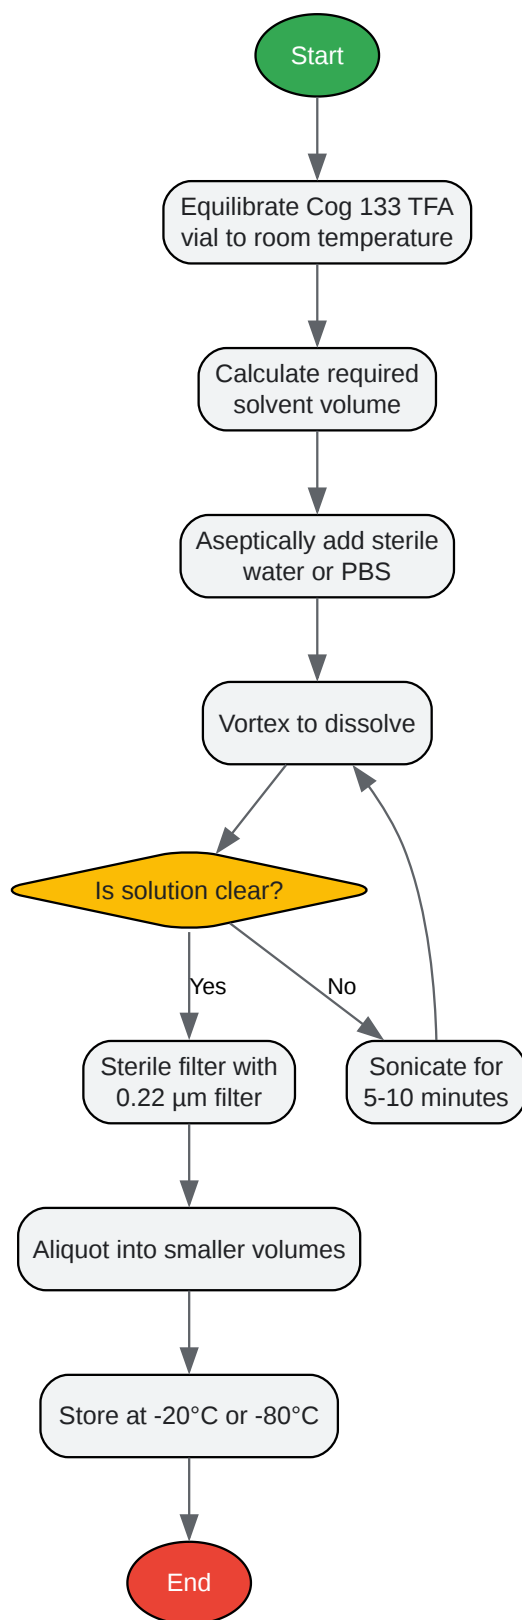 Start
Equilibrate Cog 133 TFA
vial to room temperature
Calculate required
solvent volume
Aseptically add sterile
water or PBS
Vortex to dissolve
Is solution clear?
Yes
No
Sterile filter with
0.22 µm filter
Sonicate for
5-10 minutes
Aliquot into smaller volumes
Store at -20°C or -80°C
End